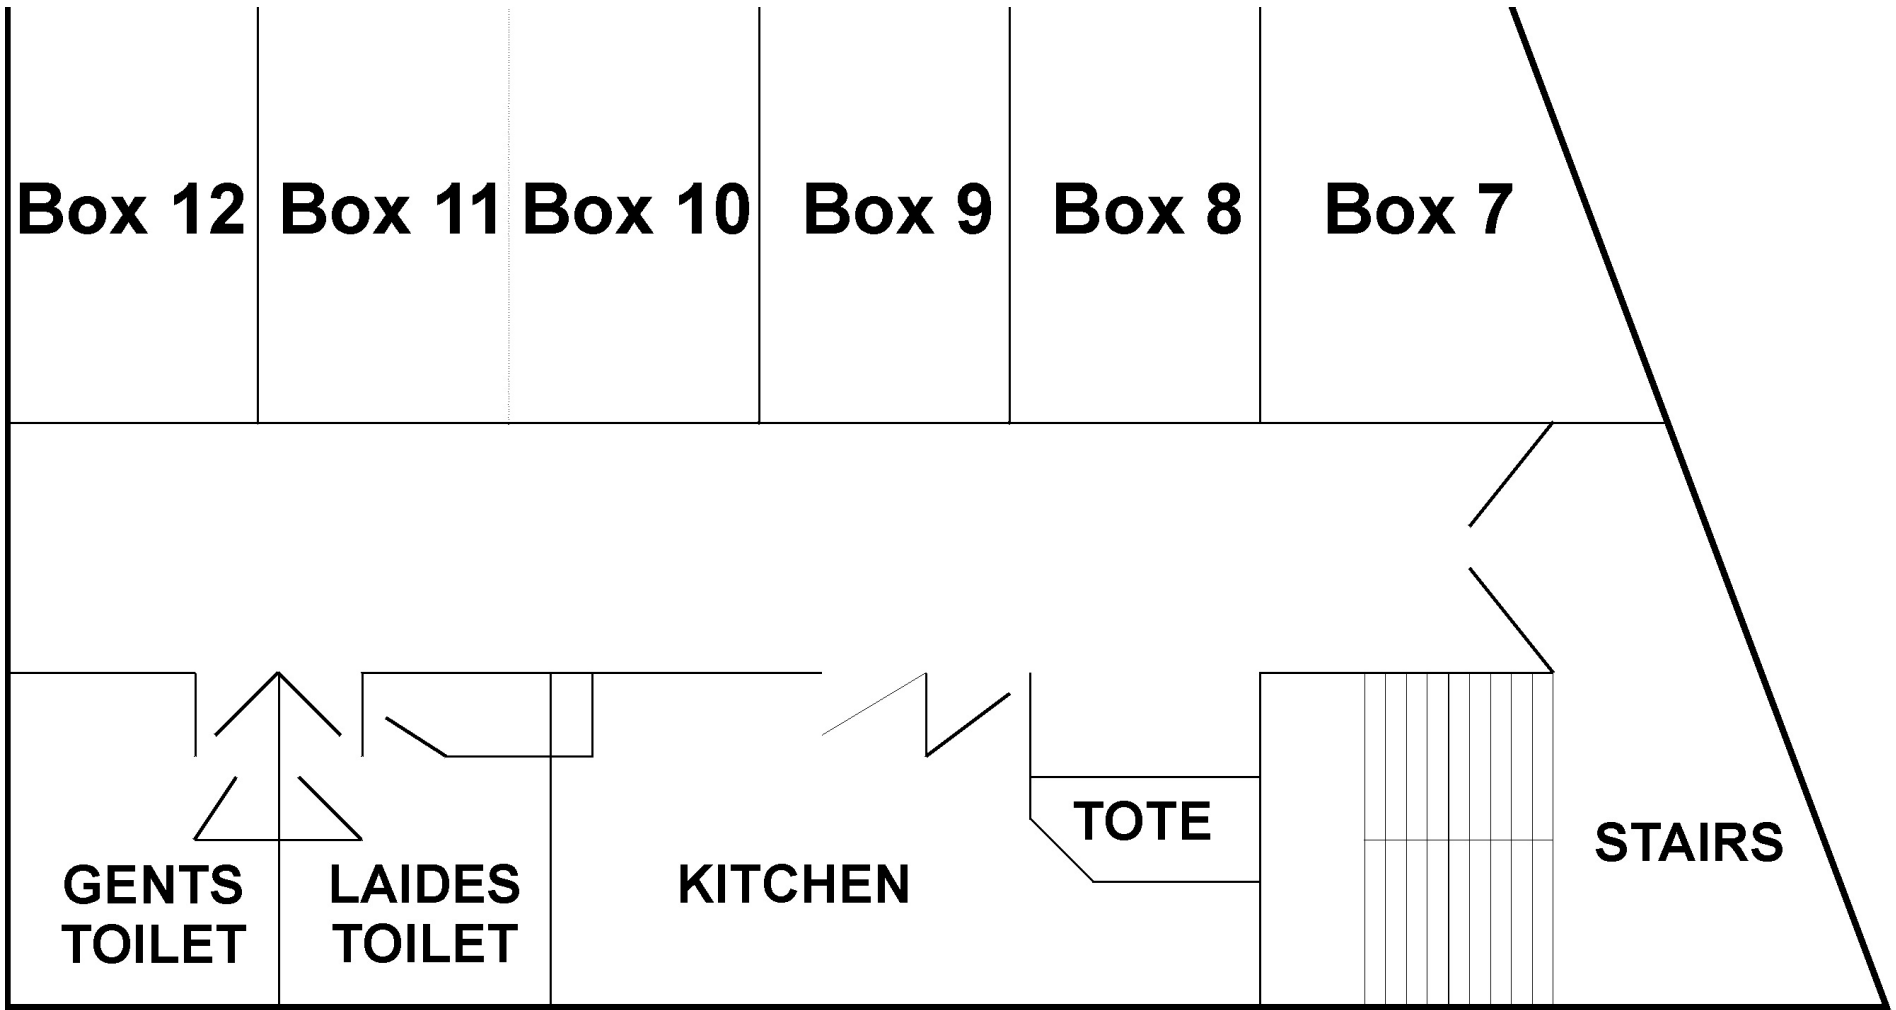 Box 12
Box 11
Box 10
Box 9
Box 8
Box 7
TOTE
STAIRS
GENTS
TOILET
LAIDES
TOILET
KITCHEN